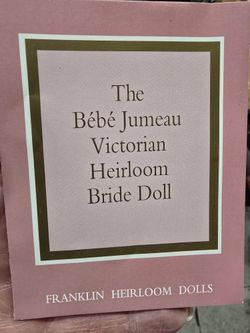 The
Bébé Jumeau
Victorian
Heirloom
Bride Doll
FRANKLIN HEIRLOOM DOLLS